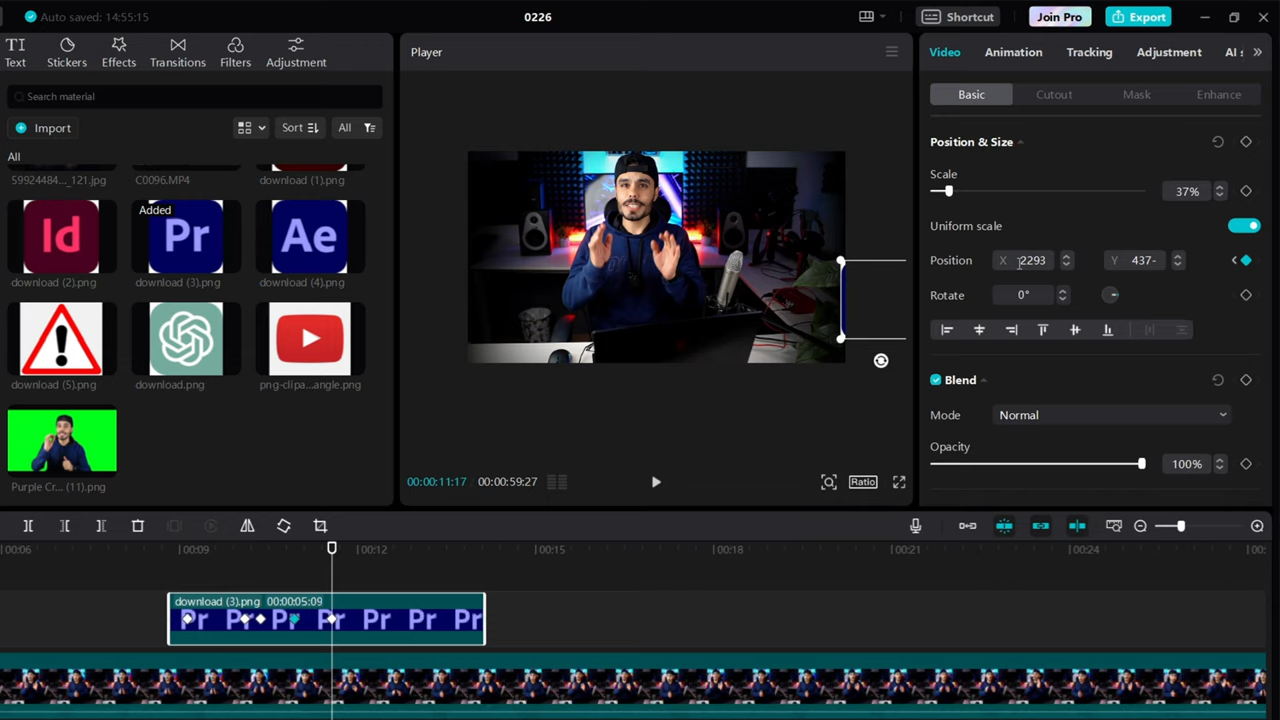 Auto saved: 14:55:15
0226
Shortcut
Join Pro
Export
Text
Stickers
Effects
Transitions
Filters
Adjustment
Player
Video
Animation
Tracking
Adjustment
AI s
Search material
Basic
Cutout
Mask
Enhance
Import
Sort
All
All
Position & Size
59924484..._121.jpg
C0096.MP4
download (1).png
Scale
37%
Id
Added
Pr
Ae
Uniform scale
Position
X
2293
Y
437-
download (2).png
download (3).png
download (4).png
Rotate
0°
download (5).png
download.png
png-clipa...angle.png
Blend
Mode
Normal
Opacity
100%
Purple Cr... (11).png
00:00:11:17
00:00:59:27
Ratio
00:06
00:09
00:12
00:15
00:18
00:21
00:24
00:
download (3).png 00:00:05:09
Pr Pr Pr Pr Pr Pr Pr